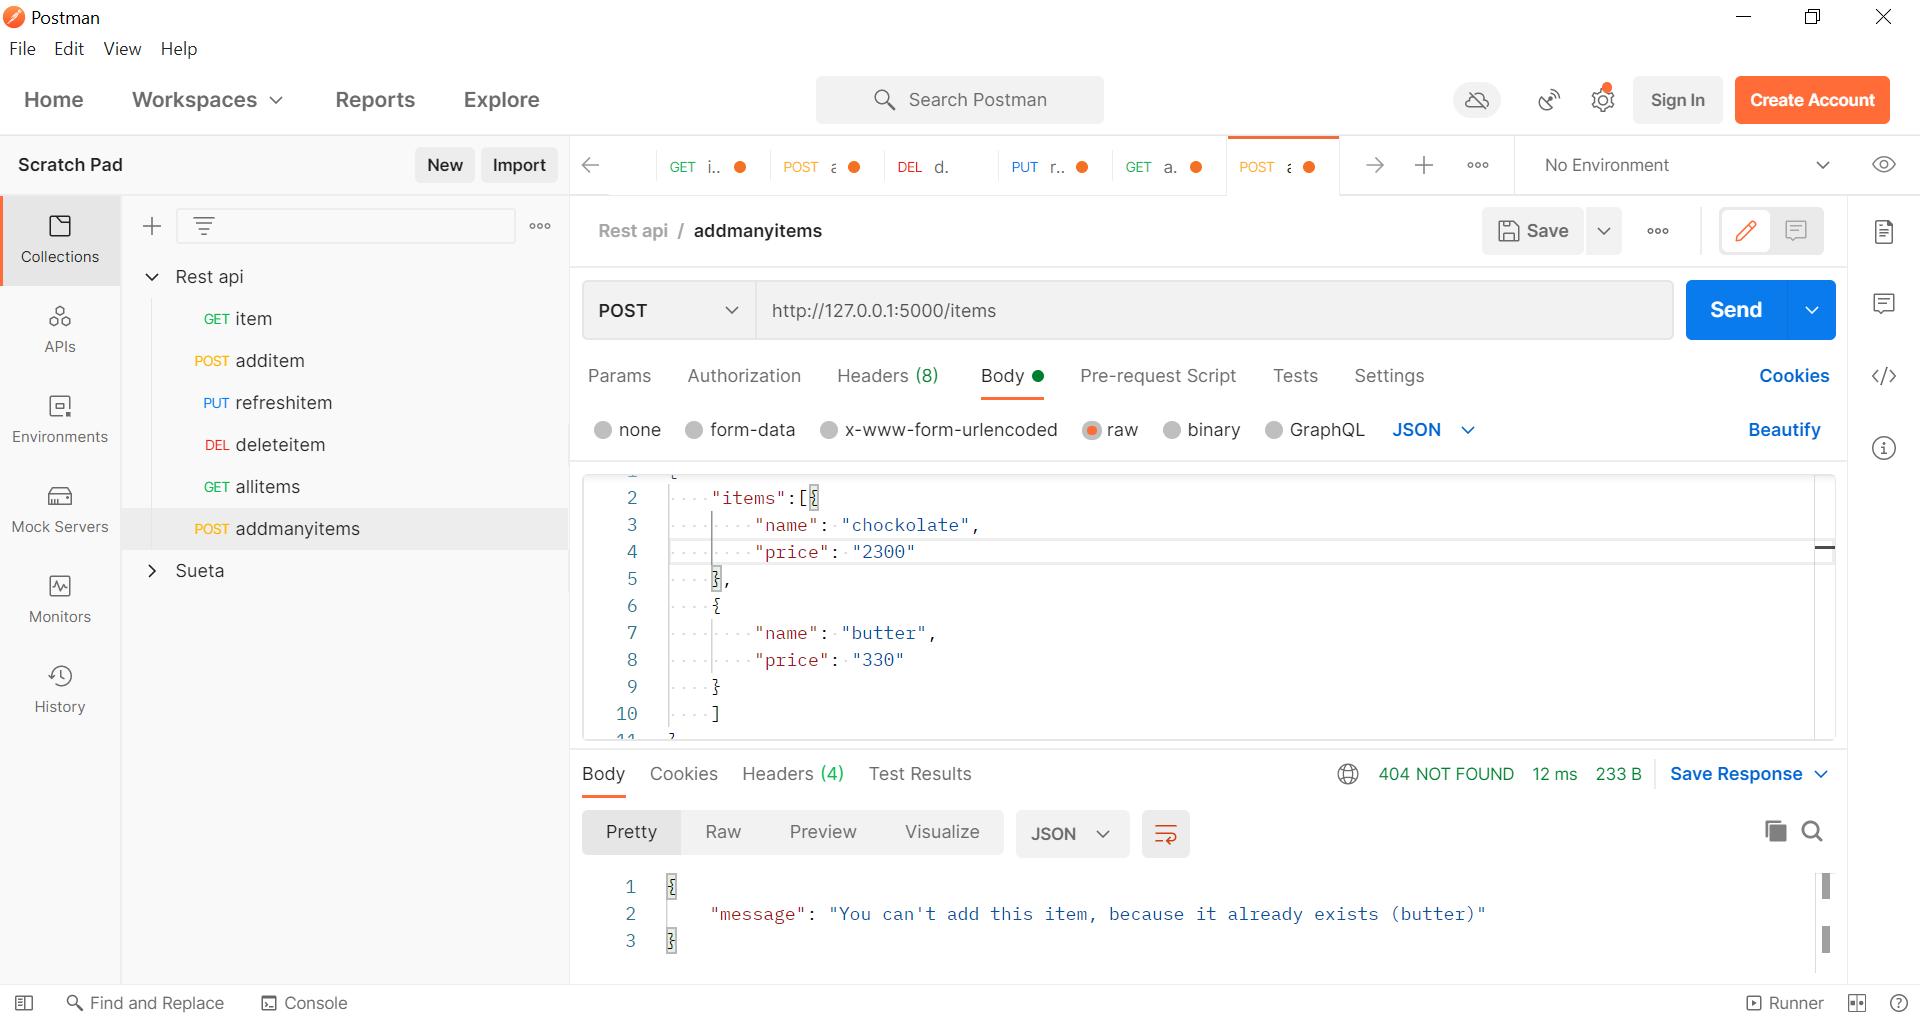 Postman
File Edit View Help
Home Workspaces Reports Explore Search Postman Sign In Create Account
Scratch Pad New Import GET i.. POST DEL d. PUT r.. GET a. POST No Environment
Rest api / addmanyitems Save
Collections
APIs
Environments
Mock Servers
Monitors
History
Rest api
GET item
POST additem
PUT refreshitem
DEL deleteitem
GET allitems
POST addmanyitems
Sueta
POST http://127.0.0.1:5000/items Send
Params Authorization Headers (8) Body Pre-request Script Tests Settings Cookies
none form-data x-www-form-urlencoded raw binary GraphQL JSON Beautify
2 "items":[{
3 "name": "chockolate",
4 "price": "2300"
5 },
6 {
7 "name": "butter",
8 "price": "330"
9 }
10 ]
Body Cookies Headers (4) Test Results 404 NOT FOUND 12 ms 233 B Save Response
Pretty Raw Preview Visualize JSON
1 {
2 "message": "You can't add this item, because it already exists (butter)"
3 }
Find and Replace Console Runner